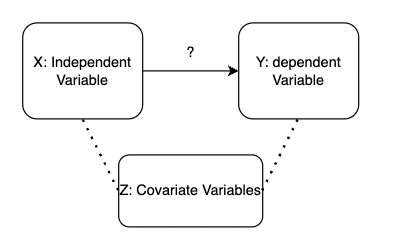 ?
X: Independent
Variable
Y: dependent
Variable
Z: Covariate Variables